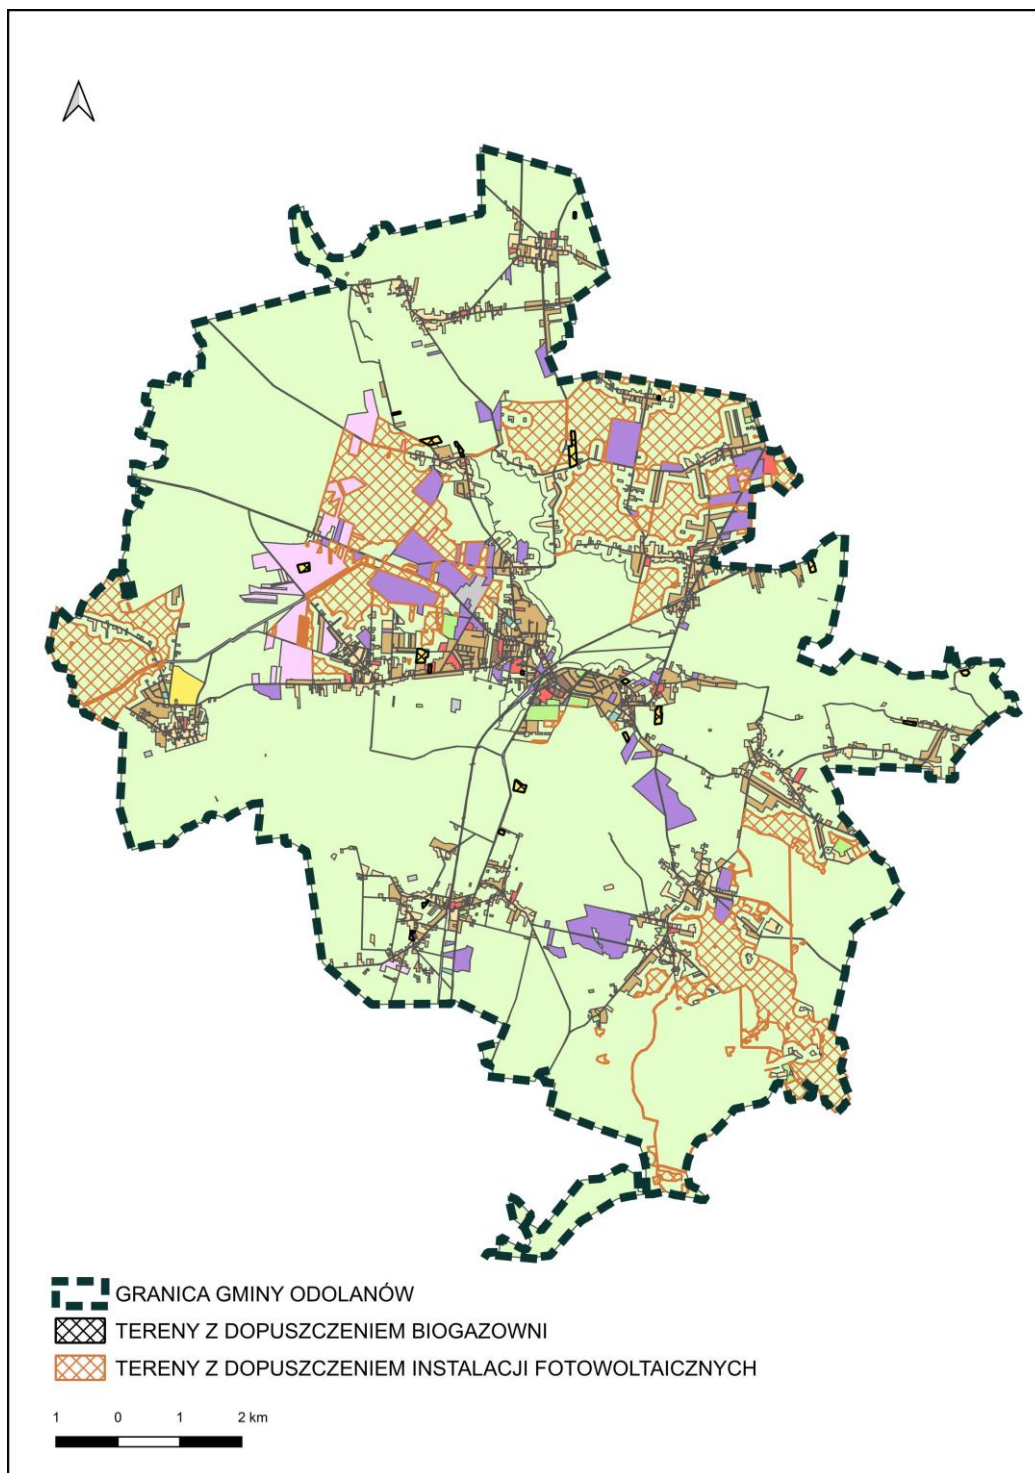 GRANICA GMINY ODOLANÓW
TERENY Z DOPUSZCZENIEM BIOGAZOWNI
TERENY Z DOPUSZCZENIEM INSTALACJI FOTOWOLTAICZNYCH
1 0 1 2 km